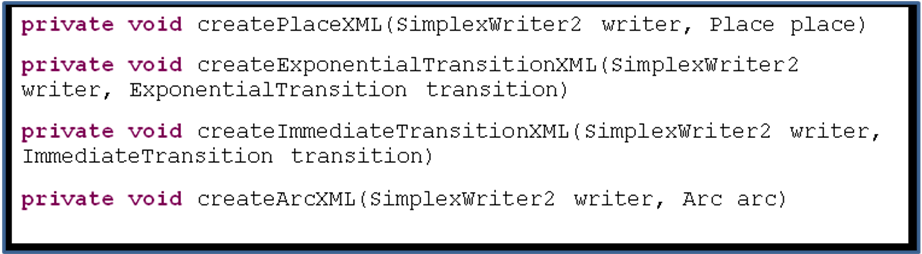 private void createPlaceXML(SimplexWriter2 writer, Place place)
private void createExponentialTransitionXML(SimplexWriter2
writer, ExponentialTransition transition)
private void createImmediateTransitionXML(SimplexWriter2 writer,
ImmediateTransition transition)
private void createArcXML(SimplexWriter2 writer, Arc arc)